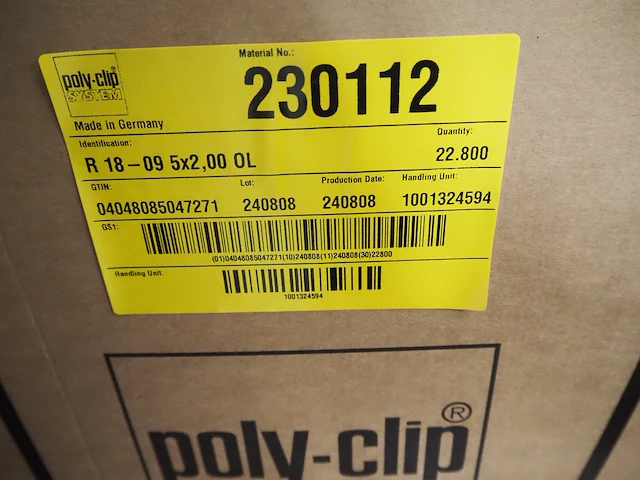 Material No.:
poly-clip®
SYSTEM
230112
Made in Germany
Identification:
Quantity:
R 18-09 5x2,00 OL
22.800
GTIN:
Lot:
Production Date:
Handling Unit:
04048085047271
240808
240808
1001324594
GS1:
(01)04048085047271(10)240808(11)240808(30)22800
Handling Unit:
1001324594
poly-clip®